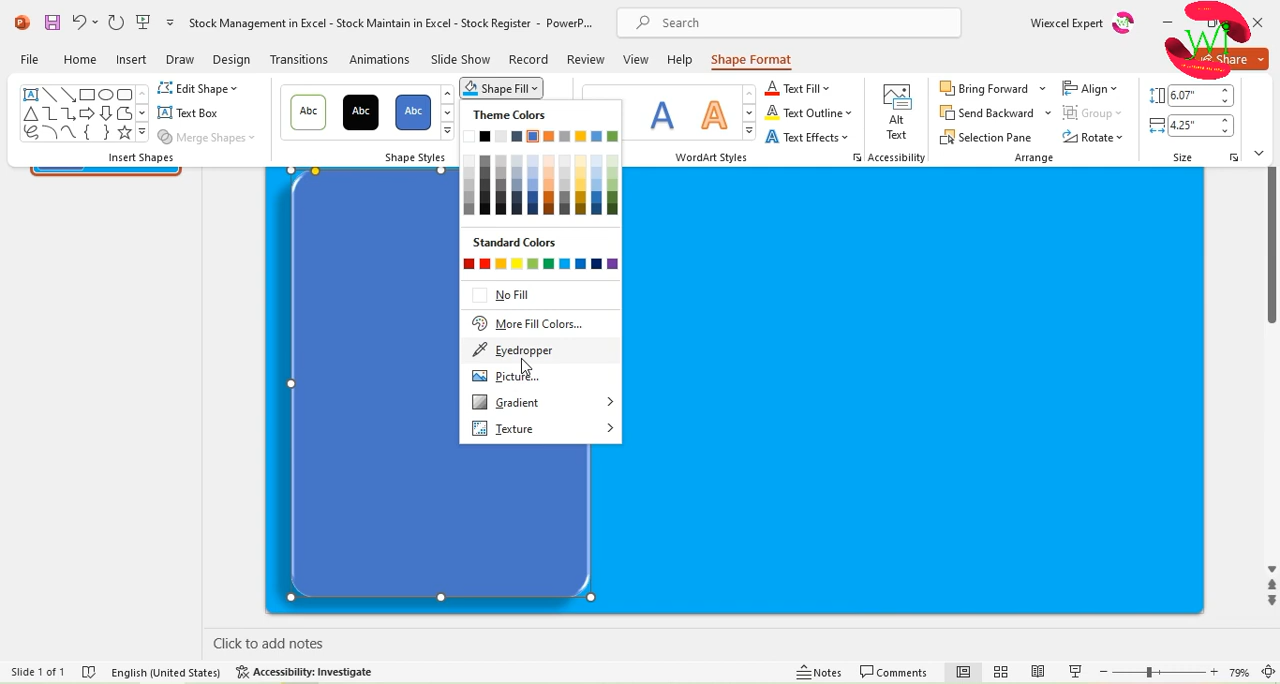 Stock Management in Excel - Stock Maintain in Excel - Stock Register - PowerP...
Search
Wiexcel Expert
Wi
File Home Insert Draw Design Transitions Animations Slide Show Record Review View Help Shape Format Share
Edit Shape
Text Box
Merge Shapes
Insert Shapes
Abc Abc Abc
Shape Styles
Shape Fill
Theme Colors
Standard Colors
No Fill
More Fill Colors...
Eyedropper
Picture...
Gradient
Texture
A A
WordArt Styles
Text Fill
Text Outline
Text Effects
Alt
Text
Accessibility
Bring Forward
Send Backward
Selection Pane
Align
Group
Rotate
Arrange
6.07"
4.25"
Size
Click to add notes
Slide 1 of 1 English (United States) Accessibility: Investigate Notes Comments 79%